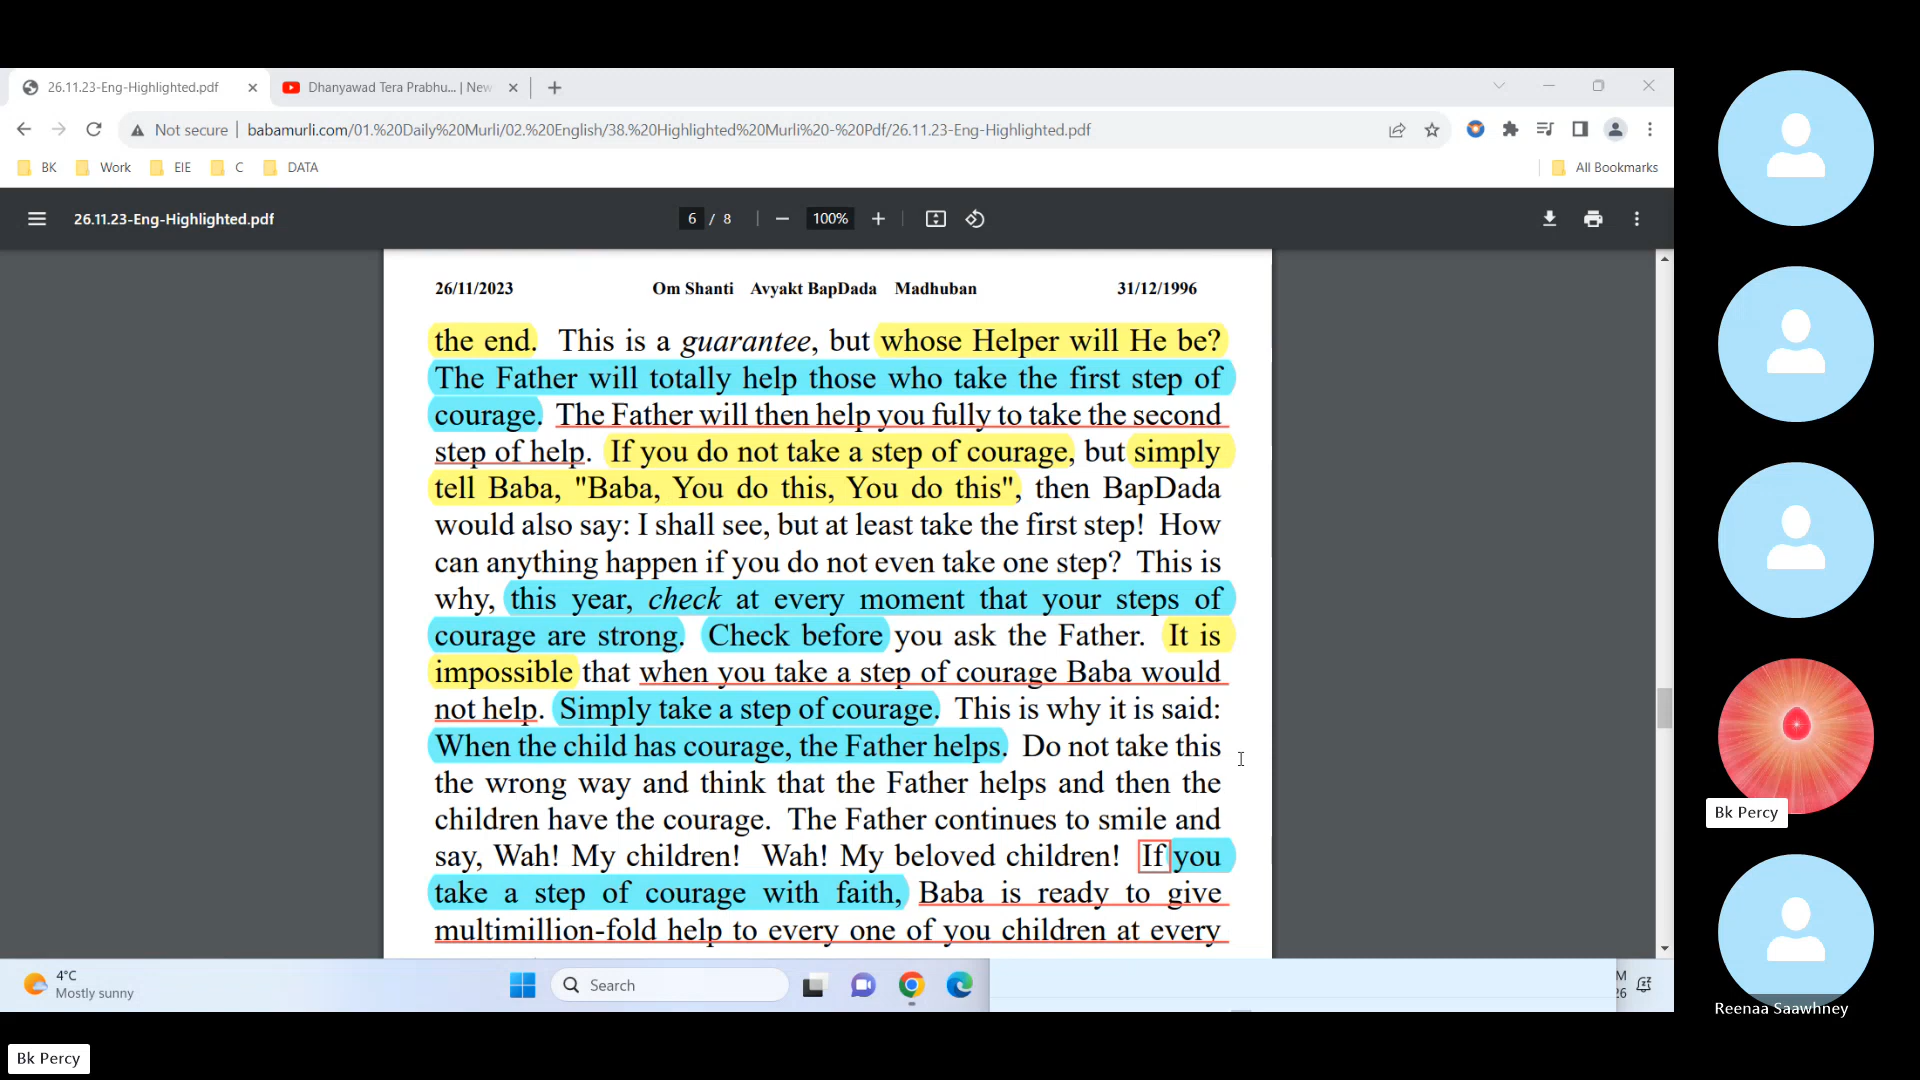 26.11.23-Eng-Highlighted.pdf
Dhanyawad Tera Prabhu... | New
Not secure
babamurli.com/01.%20Daily%20Murli/02.%20English/38.%20Highlighted%20Murli%20-%20Pdf/26.11.23-Eng-Highlighted.pdf
BK Work EIE C DATA All Bookmarks
26.11.23-Eng-Highlighted.pdf 6 / 8 100%
26/11/2023 Om Shanti Avyakt BapDada Madhuban 31/12/1996
the end. This is a guarantee, but whose Helper will He be?
The Father will totally help those who take the first step of
courage. The Father will then help you fully to take the second
step of help. If you do not take a step of courage, but simply
tell Baba, "Baba, You do this, You do this", then BapDada
would also say: I shall see, but at least take the first step! How
can anything happen if you do not even take one step? This is
why, this year, check at every moment that your steps of
courage are strong. Check before you ask the Father. It is
impossible that when you take a step of courage Baba would
not help. Simply take a step of courage. This is why it is said:
When the child has courage, the Father helps. Do not take this
the wrong way and think that the Father helps and then the
children have the courage. The Father continues to smile and
say, Wah! My children! Wah! My beloved children! If you
take a step of courage with faith, Baba is ready to give
multimillion-fold help to every one of you children at every
4°C
Mostly sunny
Search
M
26
Bk Percy
Reenaa Saawhney
Bk Percy